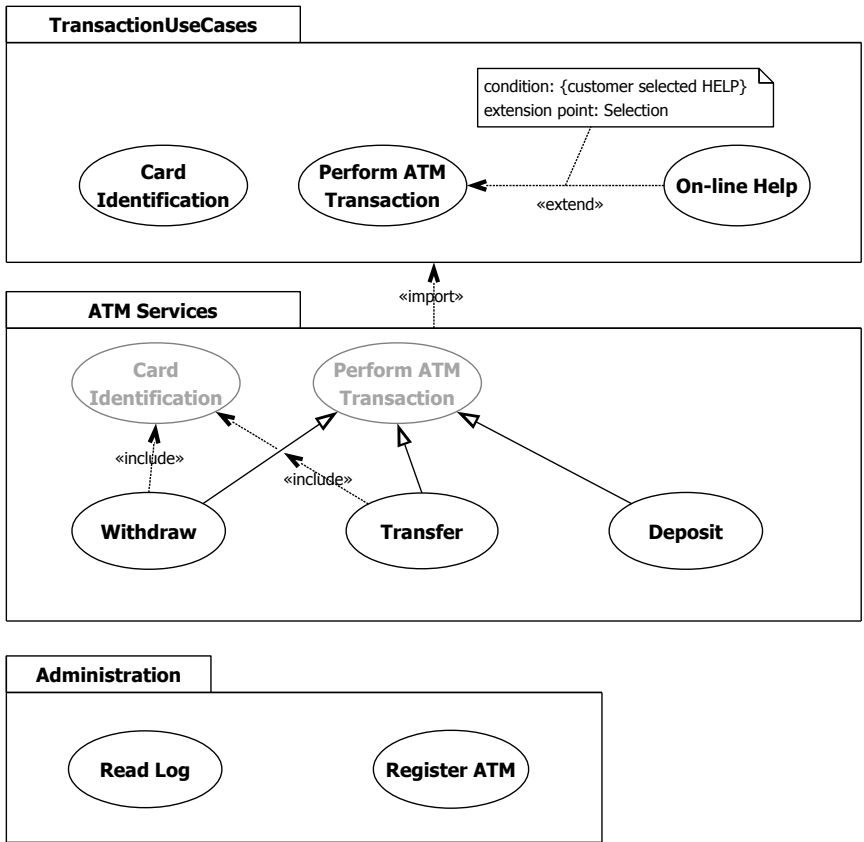 TransactionUseCases
condition: {customer selected HELP}
extension point: Selection
Card
Identification
Perform ATM
Transaction
On-line Help
«extend»
«import»
ATM Services
Card
Identification
Perform ATM
Transaction
«include»
«include»
Withdraw
Transfer
Deposit
Administration
Read Log
Register ATM